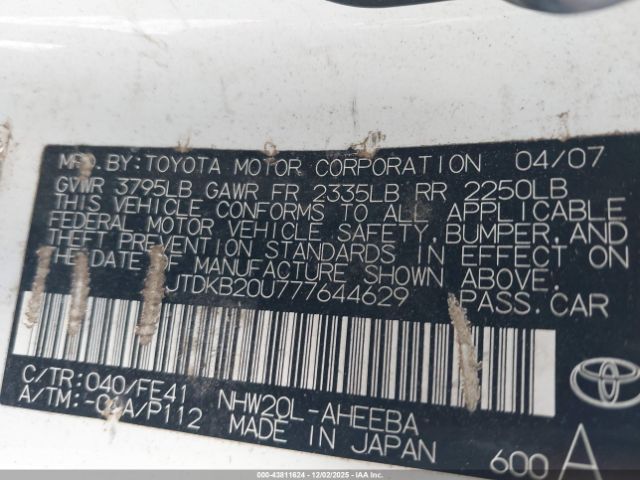 MFD.BY:TOYOTA MOTOR CORPORATION 04/07
GVWR 3795LB GAWR FR 2335LB RR 2250LB
THIS VEHICLE CONFORMS TO ALL APPLICABLE
FEDERAL MOTOR VEHICLE SAFETY,BUMPER,AND
THEFT PREVENTION STANDARDS IN EFFECT ON
THE DATE OF MANUFACTURE SHOWN ABOVE.
JTDKB20U777644629 PASS.CAR
C/TR:040/FE41 NHW20L-AHEEBA
A/TM:- /P112 MADE IN JAPAN
600 A
000-43811624 | 12/02/2025 - IAA Inc.